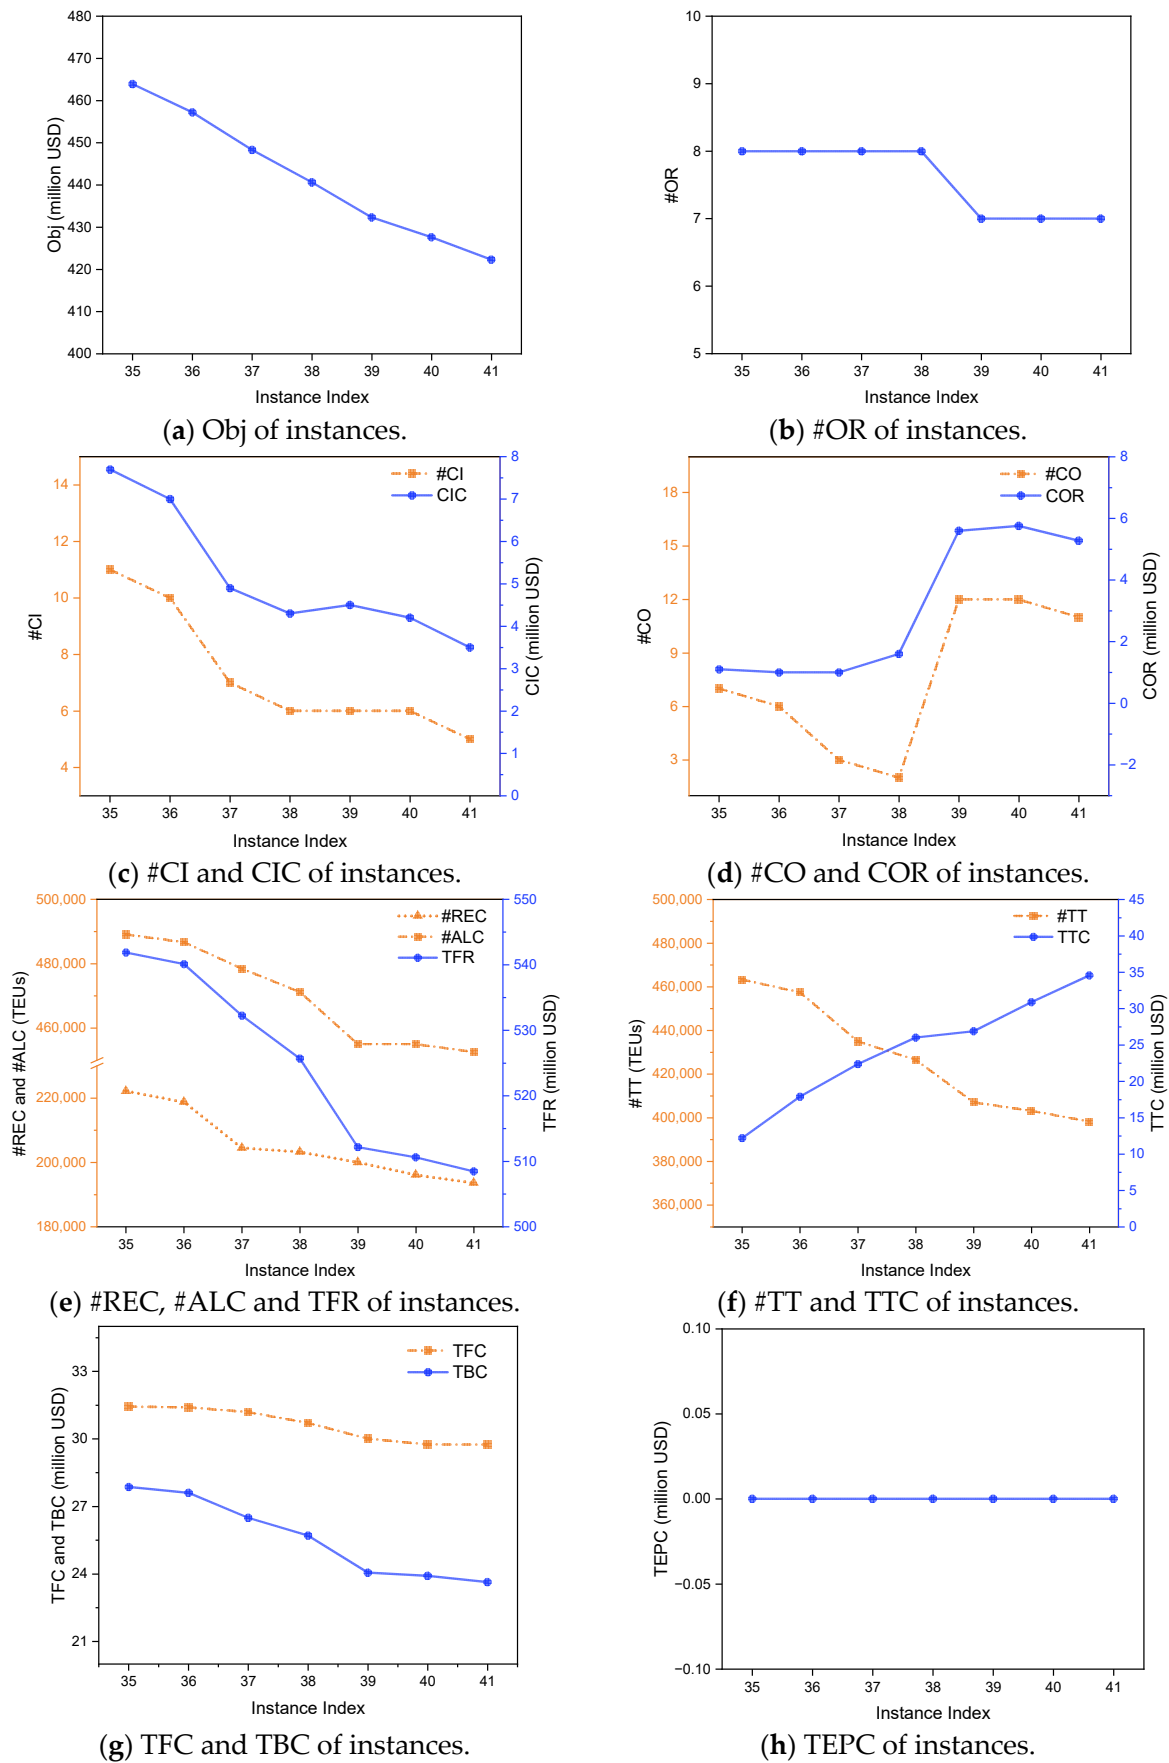 480
470
460
450
440
430
420
410
400
Obj (million USD)
35 36 37 38 39 40 41
Instance Index
(a) Obj of instances.
10
9
8
7
6
5
#OR
35 36 37 38 39 40 41
Instance Index
(b) #OR of instances.
14
12
10
8
6
4
#CI
#CI
CIC
8
7
6
5
4
3
2
1
0
CIC (million USD)
35 36 37 38 39 40 41
Instance Index
(c) #CI and CIC of instances.
18
15
12
9
6
3
#CO
#CO
COR
8
6
4
2
0
−2
COR (million USD)
35 36 37 38 39 40 41
Instance Index
(d) #CO and COR of instances.
500,000
480,000
460,000
220,000
200,000
180,000
#REC and #ALC (TEUs)
#REC
#ALC
TFR
550
540
530
520
510
500
TFR (million USD)
35 36 37 38 39 40 41
Instance Index
(e) #REC, #ALC and TFR of instances.
500,000
480,000
460,000
440,000
420,000
400,000
380,000
360,000
#TT (TEUs)
#TT
TTC
45
40
35
30
25
20
15
10
5
0
TTC (million USD)
35 36 37 38 39 40 41
Instance Index
(f) #TT and TTC of instances.
33
30
27
24
21
TFC and TBC (million USD)
TFC
TBC
35 36 37 38 39 40 41
Instance Index
(g) TFC and TBC of instances.
0.10
0.05
0.00
−0.05
−0.10
TEPC (million USD)
35 36 37 38 39 40 41
Instance Index
(h) TEPC of instances.